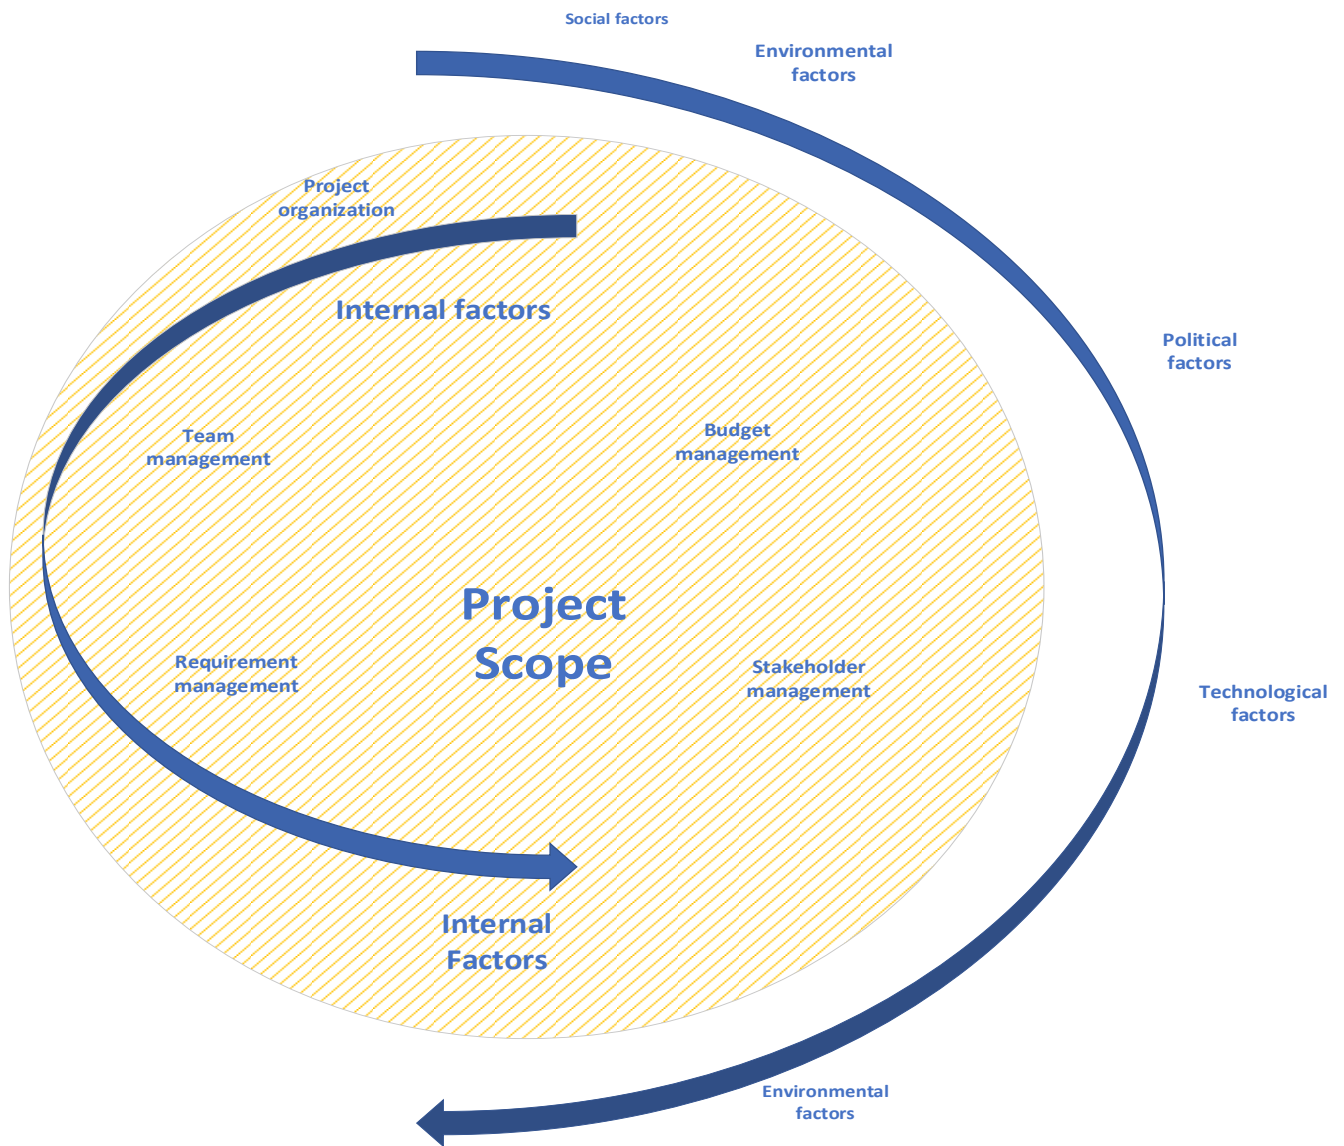 Social factors
Environmental
factors
Project
organization
Internal factors
Political
factors
Team
management
Budget
management
Project
Scope
Requirement
management
Stakeholder
management
Technological
factors
Internal
Factors
Environmental
factors